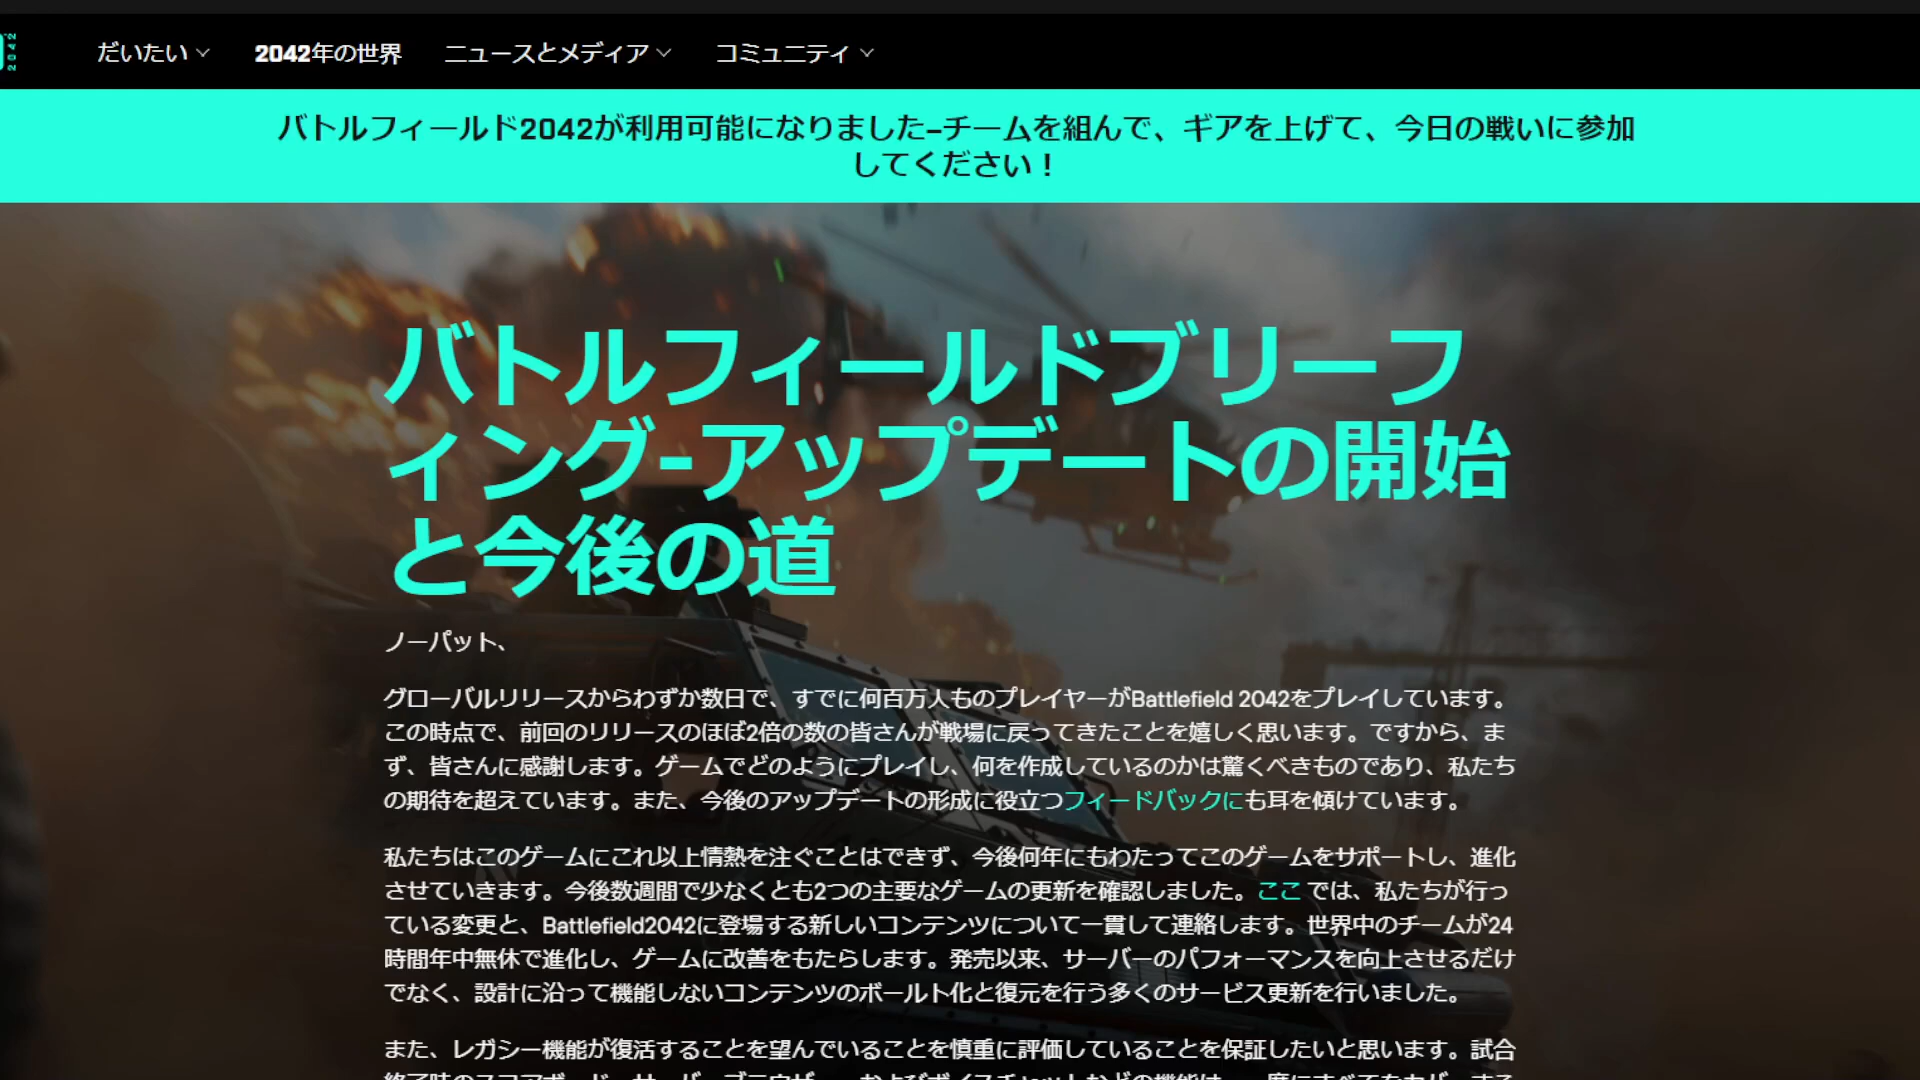 2042
だいたい
2042年の世界
ニュースとメディア
コミュニティ
バトルフィールド2042が利用可能になりました–チームを組んで、ギアを上げて、今日の戦いに参加
してください！
バトルフィールドブリーフ
ィング-アップデートの開始
と今後の道
ノーパット、
グローバルリリースからわずか数日で、すでに何百万人ものプレイヤーがBattlefield 2042をプレイしています。
この時点で、前回のリリースのほぼ2倍の数の皆さんが戦場に戻ってきたことを嬉しく思います。ですから、ま
ず、皆さんに感謝します。ゲームでどのようにプレイし、何を作成しているのかは驚くべきものであり、私たち
の期待を超えています。また、今後のアップデートの形成に役立つフィードバックにも耳を傾けています。
私たちはこのゲームにこれ以上情熱を注ぐことはできず、今後何年にもわたってこのゲームをサポートし、進化
させていきます。今後数週間で少なくとも2つの主要なゲームの更新を確認しました。ここ では、私たちが行っ
ている変更と、Battlefield2042に登場する新しいコンテンツについて一貫して連絡します。世界中のチームが24
時間年中無休で進化し、ゲームに改善をもたらします。発売以来、サーバーのパフォーマンスを向上させるだけ
でなく、設計に沿って機能しないコンテンツのボールト化と復元を行う多くのサービス更新を行いました。
また、レガシー機能が復活することを望んでいることを慎重に評価していることを保証したいと思います。試合